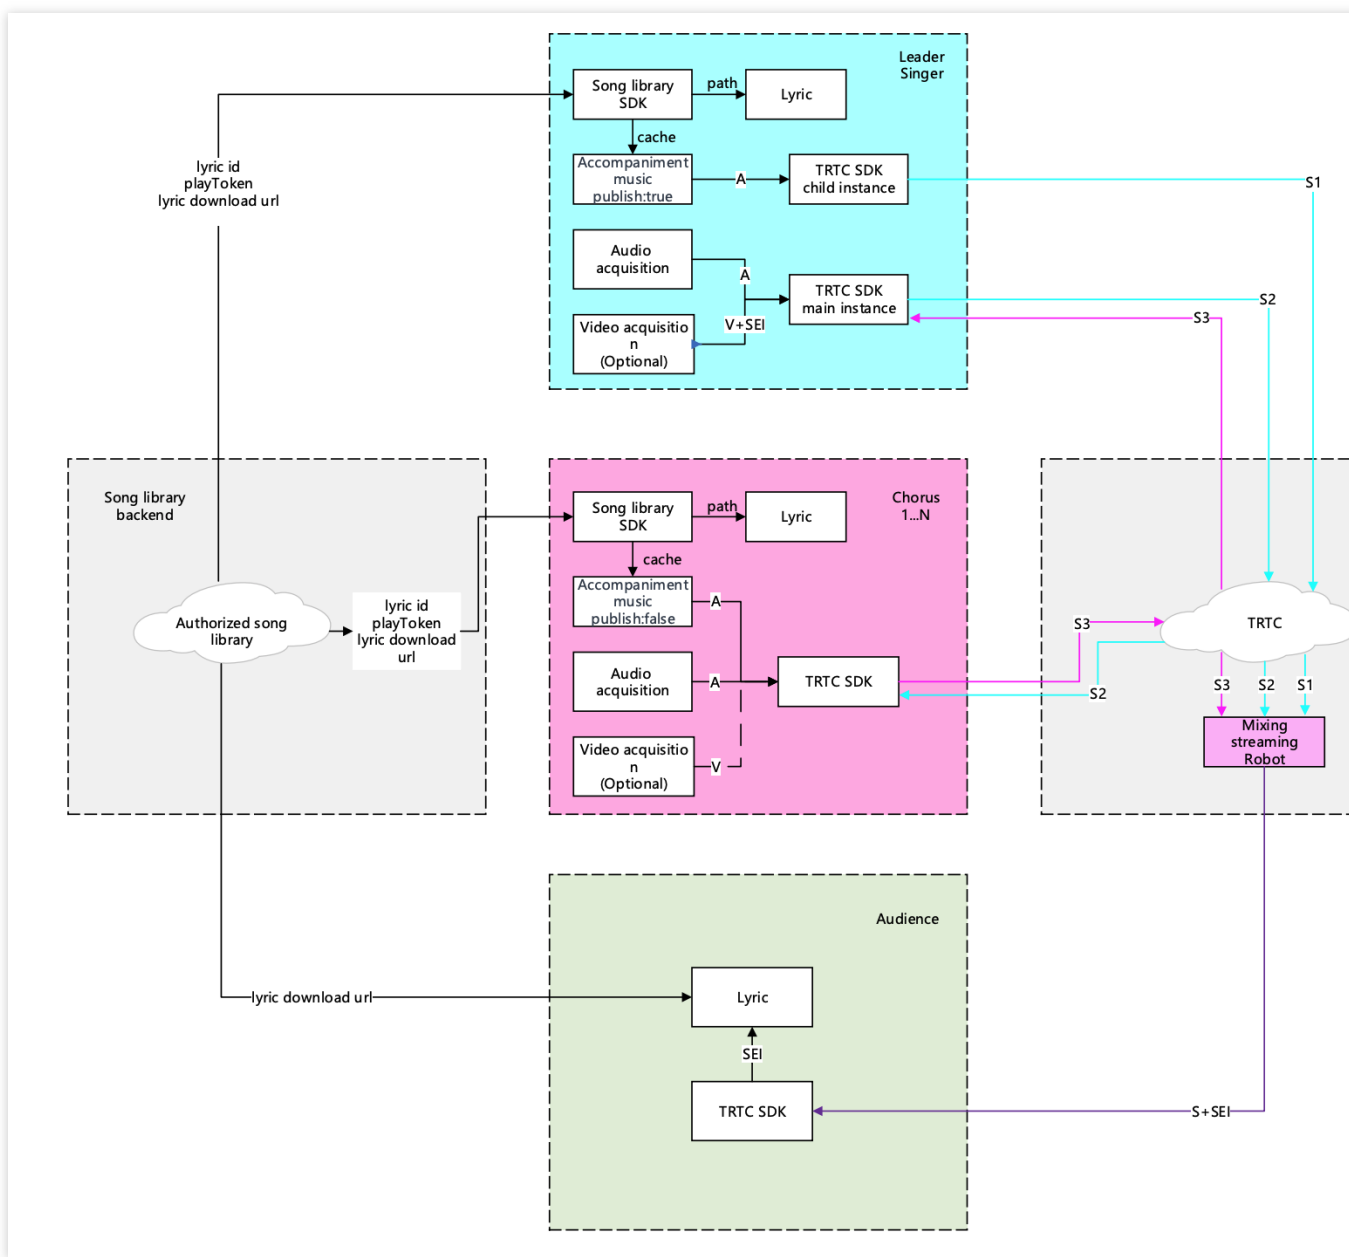 Leader
Singer
Song library
SDK
path
Lyric
cache
Accompaniment
music
publish:true
A
TRTC SDK
child instance
S1
lyric id
playToken
lyric download url
Audio
acquisition
A
TRTC SDK
main instance
S2
S3
V+SEI
Video acquisitio
n
(Optional)
Song library
backend
Authorized song
library
lyric id
playToken
lyric download
url
Chorus
1...N
Song library
SDK
path
Lyric
cache
Accompaniment
music
publish:false
A
Audio
acquisition
A
TRTC SDK
Video acquisitio
n
(Optional)
V
S3
S2
TRTC
S3
S2
S1
Mixing
streaming
Robot
Audience
lyric download url
Lyric
SEI
TRTC SDK
S+SEI